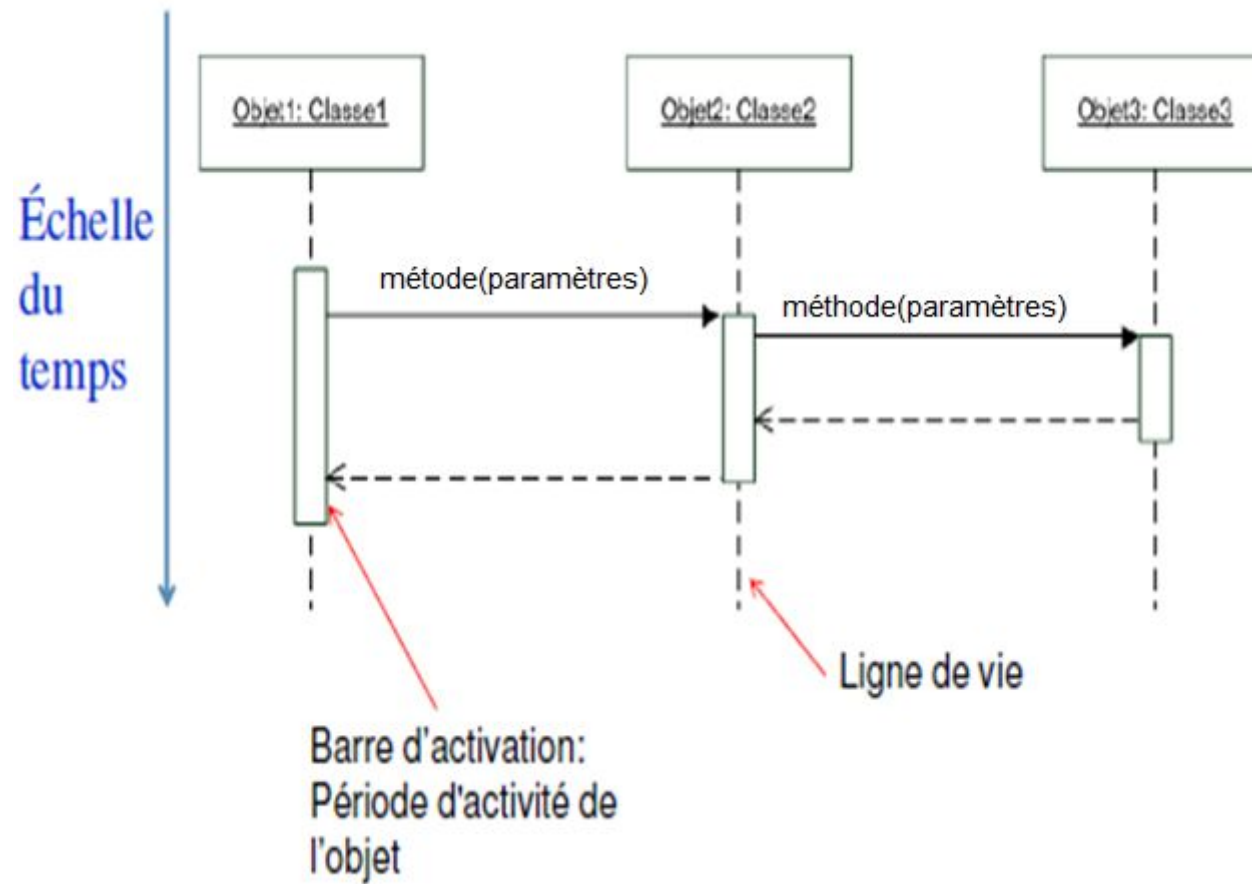 Objet1: Classe1
Objet2: Classe2
Objet3: Classe3
Échelle
du
temps
métode(paramètres)
méthode(paramètres)
Ligne de vie
Barre d'activation:
Période d'activité de
l'objet